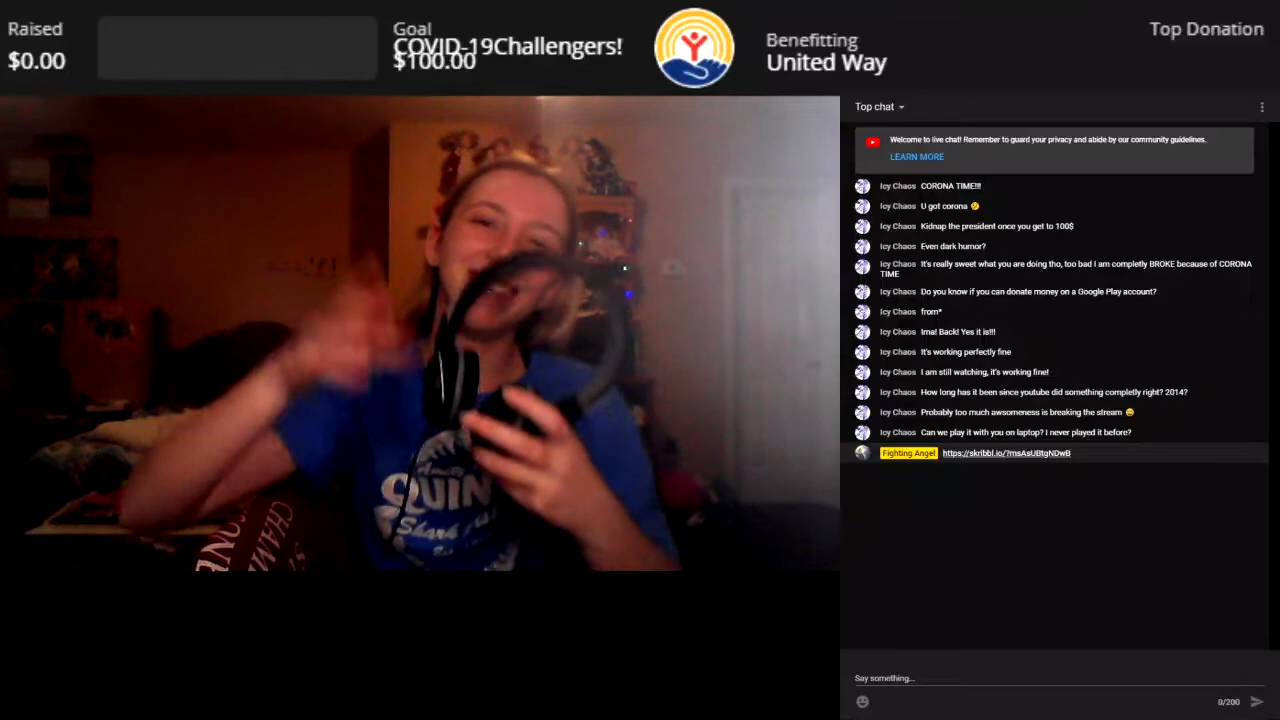 Raised
$0.00
Goal
COVID-19Challengers!
$100.00
Benefitting
United Way
Top Donation
Top chat
Welcome to live chat! Remember to guard your privacy and abide by our community guidelines.
LEARN MORE
Icy Chaos CORONA TIME!!!
Icy Chaos U got corona 🤔
Icy Chaos Kidnap the president once you get to 100$
Icy Chaos Even dark humor?
Icy Chaos It's really sweet what you are doing tho, too bad I am completly BROKE because of CORONA
TIME
Icy Chaos Do you know if you can donate money on a Google Play account?
Icy Chaos from*
Icy Chaos Ima! Back! Yes it is!!!
Icy Chaos It's working perfectly fine
Icy Chaos I am still watching, it's working fine!
Icy Chaos How long has it been since youtube did something completly right? 2014?
Icy Chaos Probably too much awsomeness is breaking the stream 😄
Icy Chaos Can we play it with you on laptop? I never played it before?
Fighting Angel https://skribbl.io/?msAsUBtgNDwB
Say something...
0/200
Amity
QUIN
Shark
CHAM